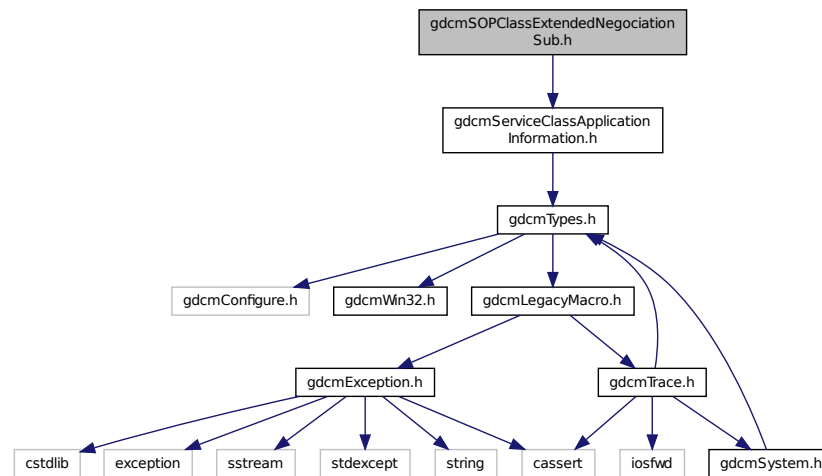 gdcmSOPClassExtendedNegociation
Sub.h
gdcmServiceClassApplication
Information.h
gdcmTypes.h
gdcmConfigure.h
gdcmWin32.h
gdcmLegacyMacro.h
gdcmException.h
gdcmTrace.h
cstdlib
exception
sstream
stdexcept
string
cassert
iosfwd
gdcmSystem.h